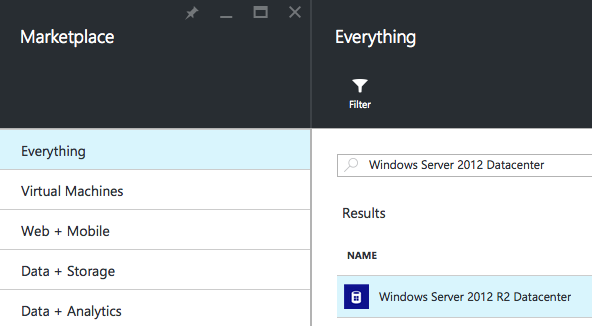 Marketplace
Everything
Virtual Machines
Web + Mobile
Data + Storage
Data + Analytics
Everything
Filter
Windows Server 2012 Datacenter
Results
NAME
Windows Server 2012 R2 Datacenter